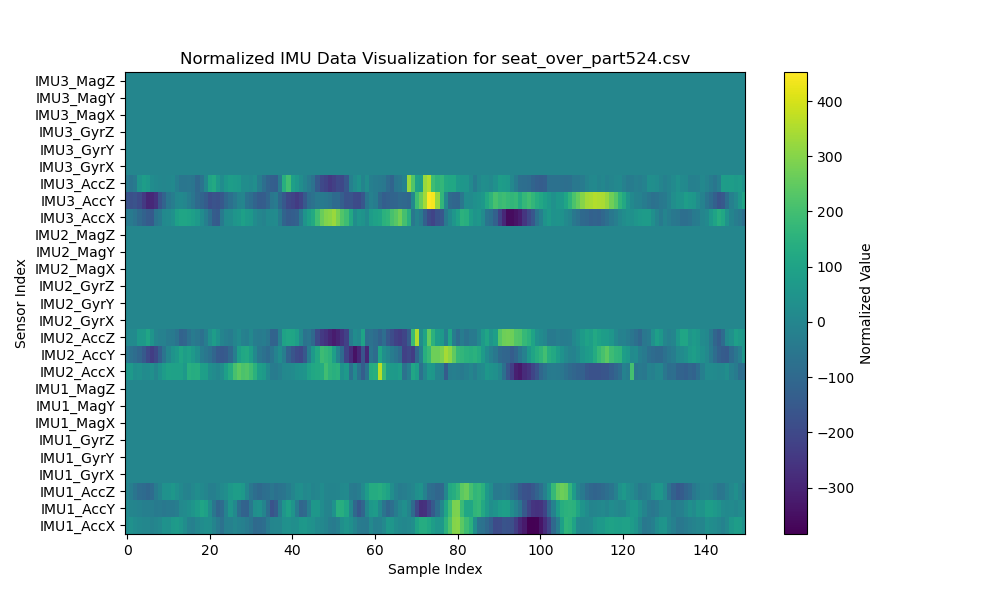 Normalized IMU Data Visualization for seat_over_part524.csv
Sensor Index
IMU3_MagZ
IMU3_MagY
IMU3_MagX
IMU3_GyrZ
IMU3_GyrY
IMU3_GyrX
IMU3_AccZ
IMU3_AccY
IMU3_AccX
IMU2_MagZ
IMU2_MagY
IMU2_MagX
IMU2_GyrZ
IMU2_GyrY
IMU2_GyrX
IMU2_AccZ
IMU2_AccY
IMU2_AccX
IMU1_MagZ
IMU1_MagY
IMU1_MagX
IMU1_GyrZ
IMU1_GyrY
IMU1_GyrX
IMU1_AccZ
IMU1_AccY
IMU1_AccX
0 20 40 60 80 100 120 140
Sample Index
400
300
200
100
0
−100
−200
−300
Normalized Value